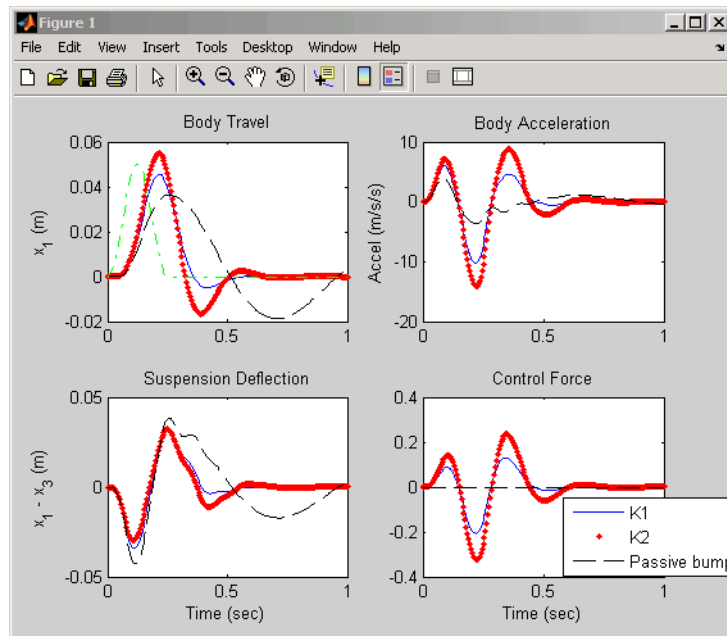 Figure 1
File Edit View Insert Tools Desktop Window Help
Body Travel
0.06
0.04
0.02
0
-0.02
x1 (m)
0 0.5 1
Body Acceleration
10
0
-10
-20
Accel (m/s/s)
0 0.5 1
Suspension Deflection
0.05
0
-0.05
x1 - x3 (m)
0 0.5 1
Time (sec)
Control Force
0.4
0.2
0
-0.2
-0.4
0 0.5 1
Time (sec)
K1
K2
Passive bump